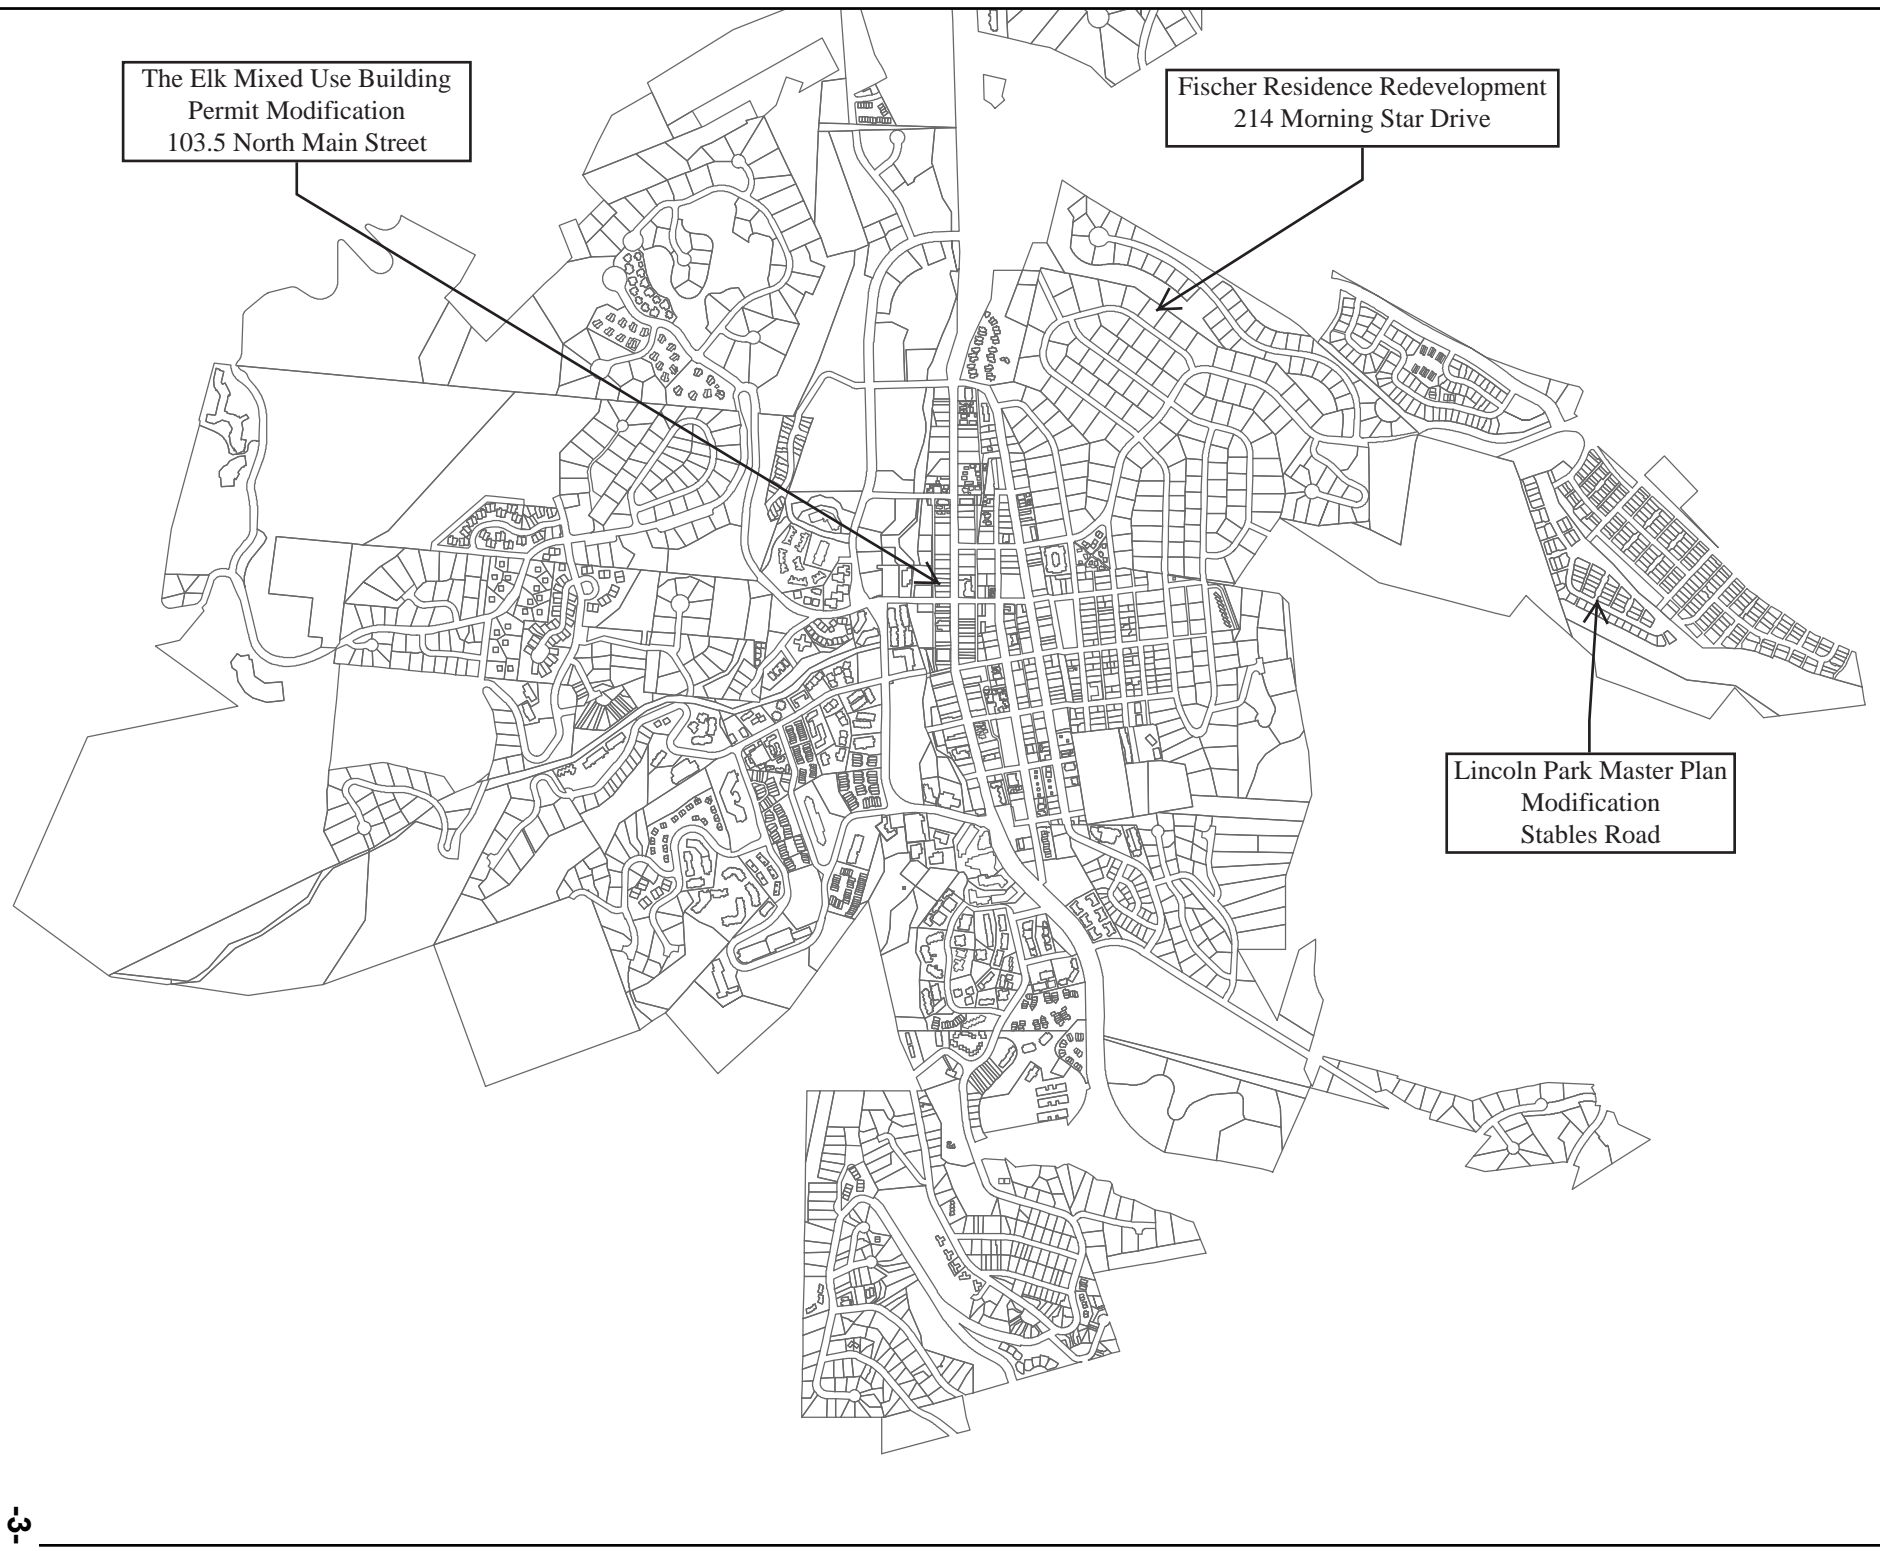 The Elk Mixed Use Building
Permit Modification
103.5 North Main Street
Fischer Residence Redevelopment
214 Morning Star Drive
Lincoln Park Master Plan
Modification
Stables Road
-3-